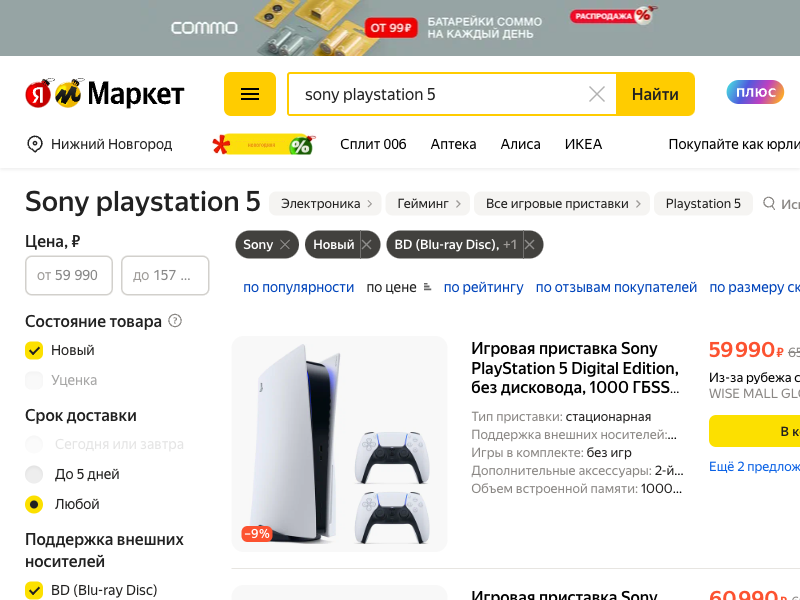 COMMO
ОТ 99₽
БАТАРЕЙКИ COMMO
НА КАЖДЫЙ ДЕНЬ
РАСПРОДАЖА %
Я М Маркет
sony playstation 5
Найти
плюс
Нижний Новгород
%
Сплит 006
Аптека
Алиса
ИКЕА
Покупайте как юрли
Sony playstation 5
Электроника
Гейминг
Все игровые приставки
Playstation 5
Ис
Цена, ₽
от 59 990
до 157 ...
Sony
Новый
BD (Blu-ray Disc), +1
по популярности
по цене
по рейтингу
по отзывам покупателей
по размеру ск
Состояние товара ?
Новый
Уценка
Срок доставки
Сегодня или завтра
До 5 дней
Любой
Поддержка внешних
носителей
BD (Blu-ray Disc)
-9%
Игровая приставка Sony
PlayStation 5 Digital Edition,
без дисковода, 1000 ГБSS...
Тип приставки: стационарная
Поддержка внешних носителей:...
Игры в комплекте: без игр
Дополнительные аксессуары: 2-й...
Объем встроенной памяти: 1000...
59 990 ₽ 65
Из-за рубежа с
WISE MALL GLO
В к
Ещё 2 предлож
Игровая приставка Sony
60 990 ₽